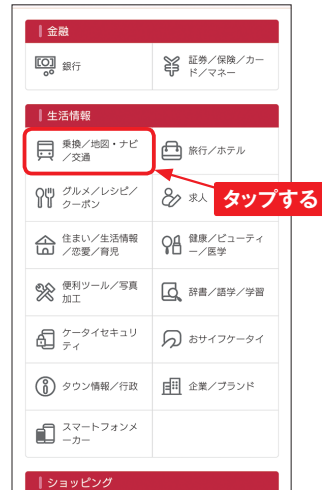 金融
銀行
証券／保険／カー
ド／マネー
生活情報
乗換／地図・ナビ
／交通
旅行／ホテル
グルメ／レシピ／
クーポン
求人
タップする
住まい／生活情報
／恋愛／育児
健康／ビューティ
ー／医学
便利ツール／写真
加工
辞書／語学／学習
ケータイセキュリ
ティ
おサイフケータイ
タウン情報／行政
企業／ブランド
スマートフォンメ
ーカー
ショッピング